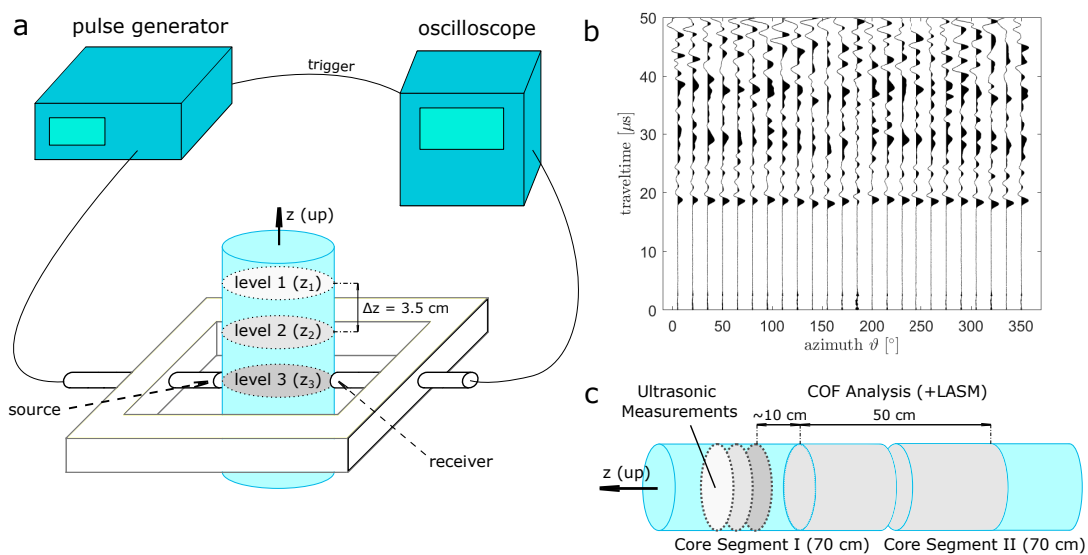 a
pulse generator
oscilloscope
trigger
z (up)
level 1 (z₁)
Δz = 3.5 cm
level 2 (z₂)
level 3 (z₃)
source
receiver
b
traveltime [μs]
50
40
30
20
10
0
0 50 100 150 200 250 300 350
azimuth ϑ [°]
c
Ultrasonic
Measurements
COF Analysis (+LASM)
~10 cm
50 cm
z (up)
Core Segment I (70 cm)
Core Segment II (70 cm)